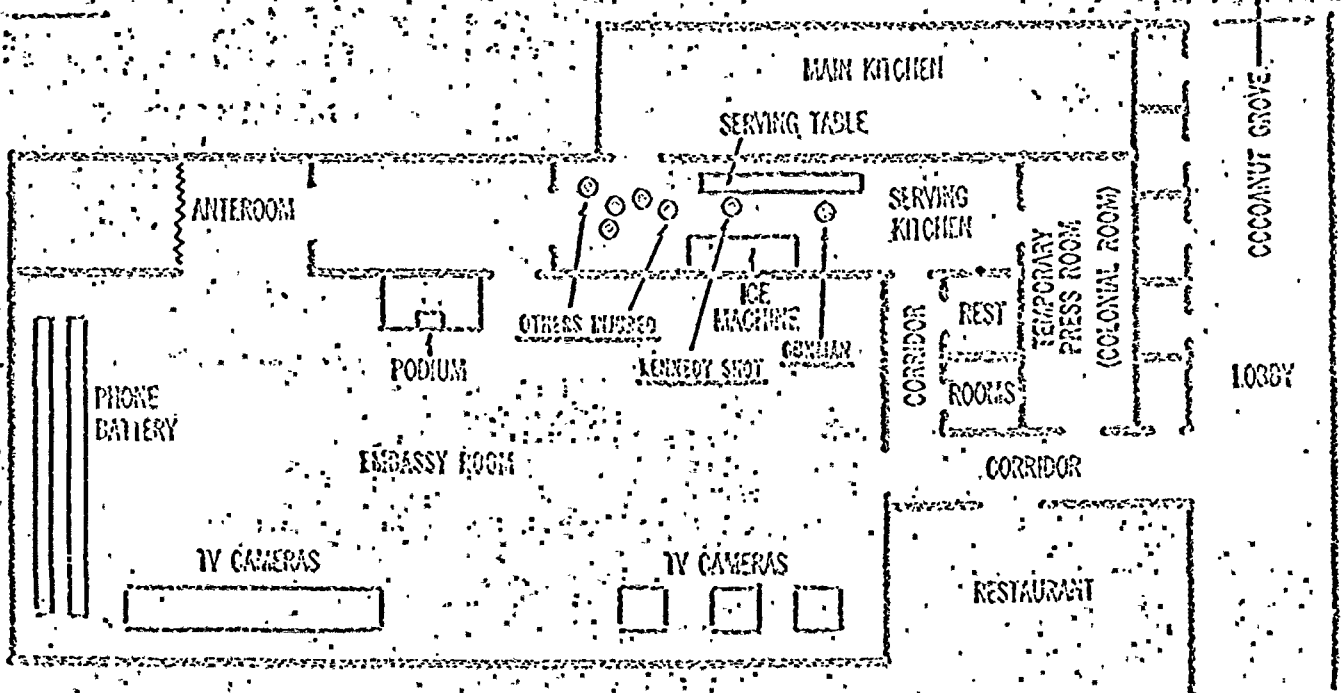 MAIN KITCHEN
SERVING TABLE
COCOANUT GROVE
ANTEROOM
SERVING
KITCHEN
TEMPORARY
PRESS ROOM
(COLONIAL ROOM)
OTHERS INJURED
ICE
MACHINE
KENNEDY SHOT
GUNMAN
PODIUM
CORRIDOR
REST
ROOMS
LOBBY
PHONE
BATTERY
EMBASSY ROOM
CORRIDOR
TV CAMERAS
TV CAMERAS
RESTAURANT